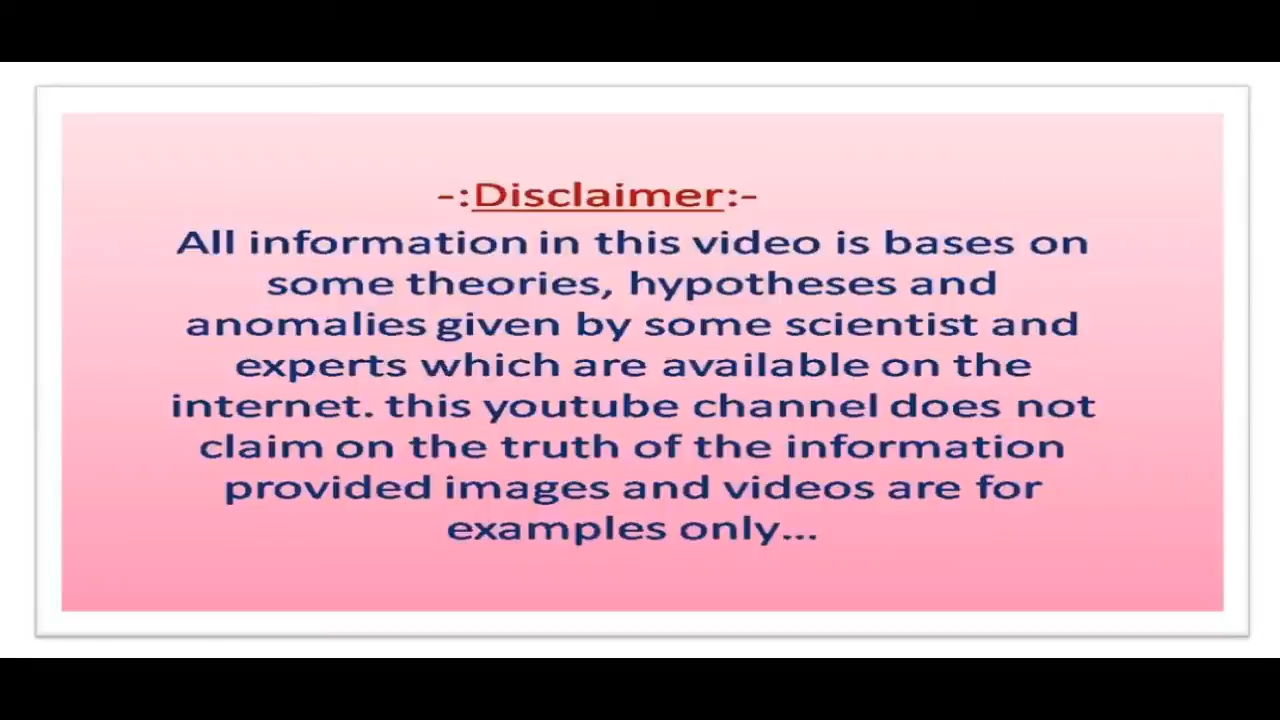 -:Disclaimer:-
All information in this video is bases on
some theories, hypotheses and
anomalies given by some scientist and
experts which are available on the
internet. this youtube channel does not
claim on the truth of the information
provided images and videos are for
examples only...